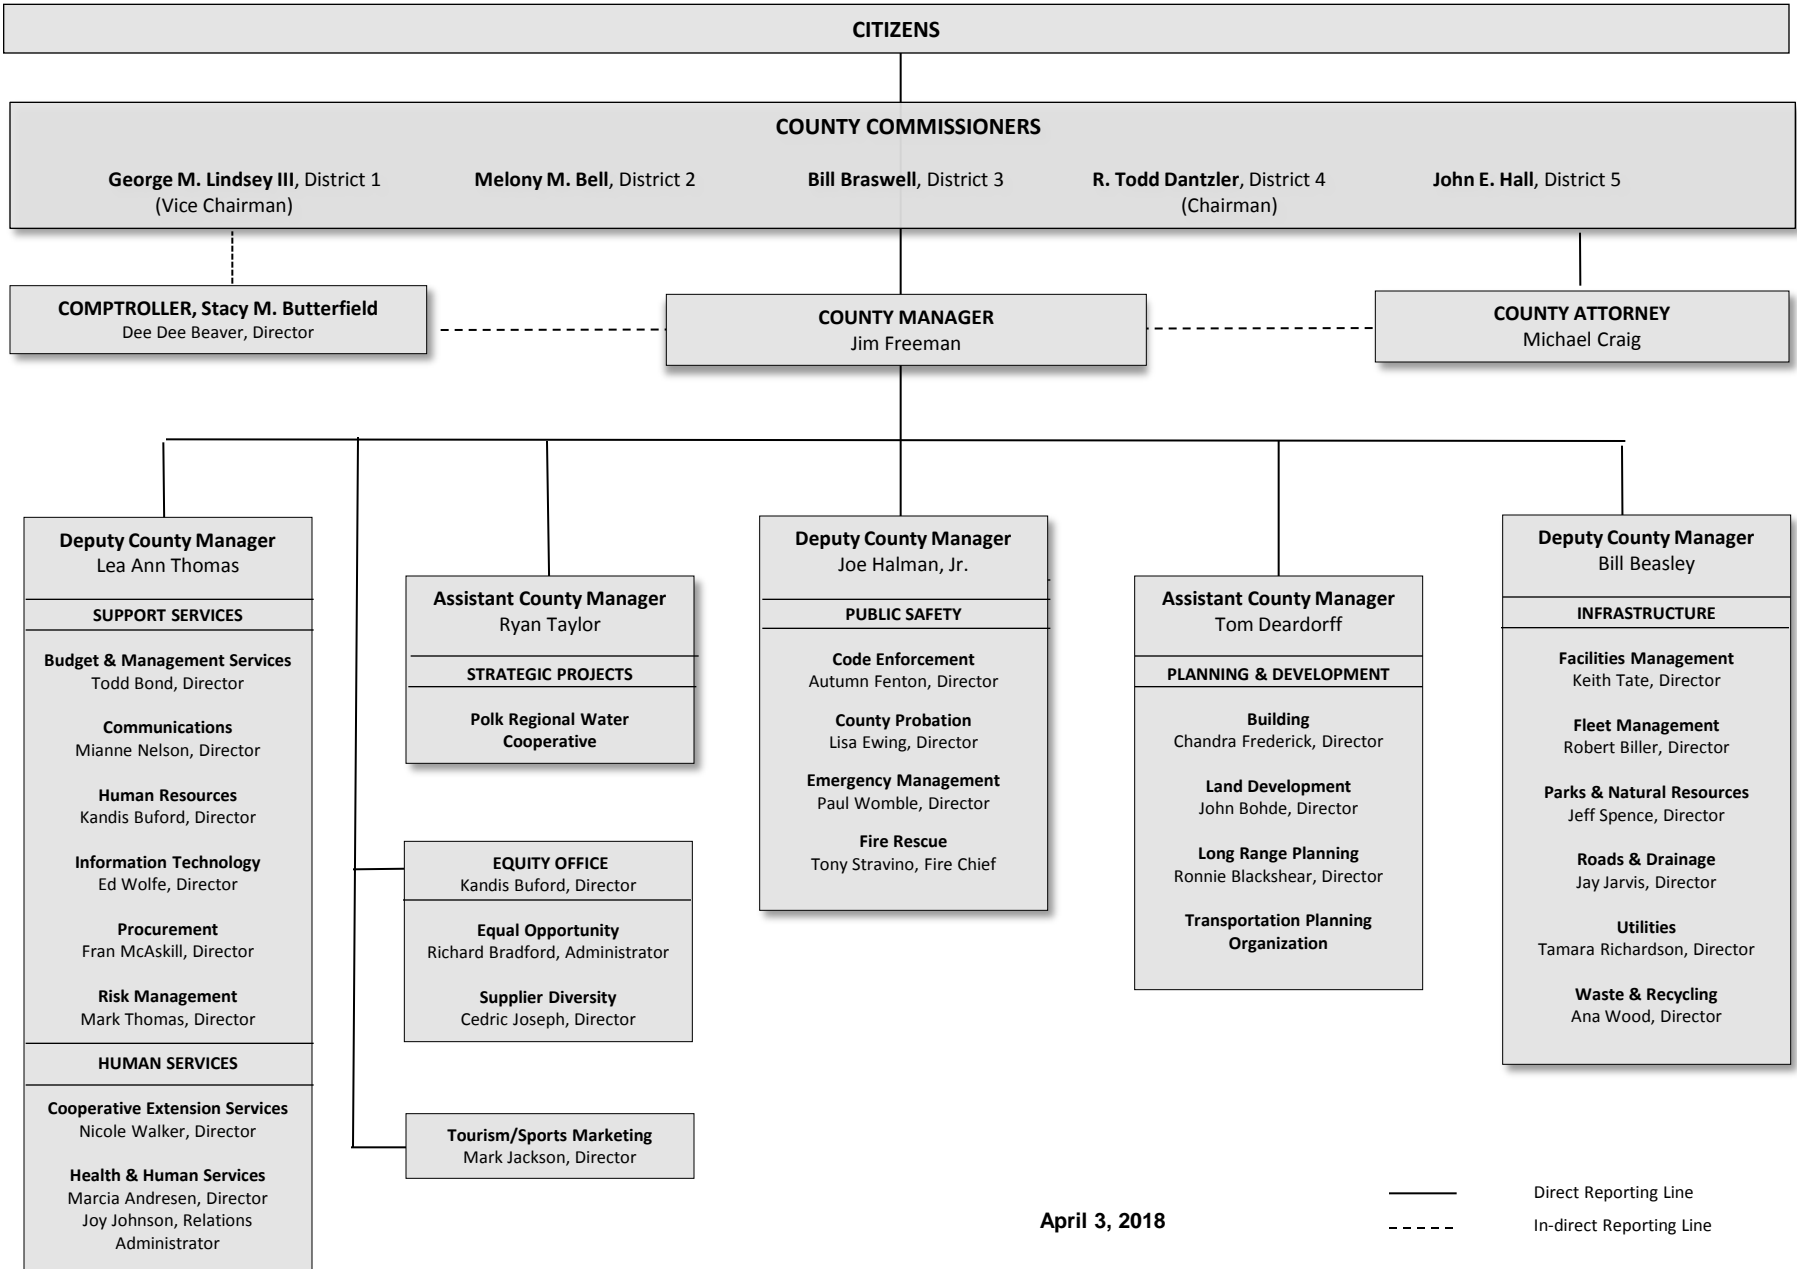 CITIZENS
COUNTY COMMISSIONERS
George M. Lindsey III, District 1
(Vice Chairman)
Melony M. Bell, District 2
Bill Braswell, District 3
R. Todd Dantzler, District 4
(Chairman)
John E. Hall, District 5
COMPTROLLER, Stacy M. Butterfield
Dee Dee Beaver, Director
COUNTY MANAGER
Jim Freeman
COUNTY ATTORNEY
Michael Craig
Deputy County Manager
Lea Ann Thomas
SUPPORT SERVICES
Budget & Management Services
Todd Bond, Director
Communications
Mianne Nelson, Director
Human Resources
Kandis Buford, Director
Information Technology
Ed Wolfe, Director
Procurement
Fran McAskill, Director
Risk Management
Mark Thomas, Director
HUMAN SERVICES
Cooperative Extension Services
Nicole Walker, Director
Health & Human Services
Marcia Andresen, Director
Joy Johnson, Relations
Administrator
Assistant County Manager
Ryan Taylor
STRATEGIC PROJECTS
Polk Regional Water
Cooperative
EQUITY OFFICE
Kandis Buford, Director
Equal Opportunity
Richard Bradford, Administrator
Supplier Diversity
Cedric Joseph, Director
Tourism/Sports Marketing
Mark Jackson, Director
Deputy County Manager
Joe Halman, Jr.
PUBLIC SAFETY
Code Enforcement
Autumn Fenton, Director
County Probation
Lisa Ewing, Director
Emergency Management
Paul Womble, Director
Fire Rescue
Tony Stravino, Fire Chief
Assistant County Manager
Tom Deardorff
PLANNING & DEVELOPMENT
Building
Chandra Frederick, Director
Land Development
John Bohde, Director
Long Range Planning
Ronnie Blackshear, Director
Transportation Planning
Organization
Deputy County Manager
Bill Beasley
INFRASTRUCTURE
Facilities Management
Keith Tate, Director
Fleet Management
Robert Biller, Director
Parks & Natural Resources
Jeff Spence, Director
Roads & Drainage
Jay Jarvis, Director
Utilities
Tamara Richardson, Director
Waste & Recycling
Ana Wood, Director
April 3, 2018
Direct Reporting Line
In-direct Reporting Line